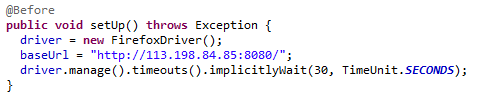 @Before
public void setUp() throws Exception {
driver = new FirefoxDriver();
baseUrl = "http://113.198.84.85:8080/";
driver.manage().timeouts().implicitlyWait(30, TimeUnit.SECONDS);
}